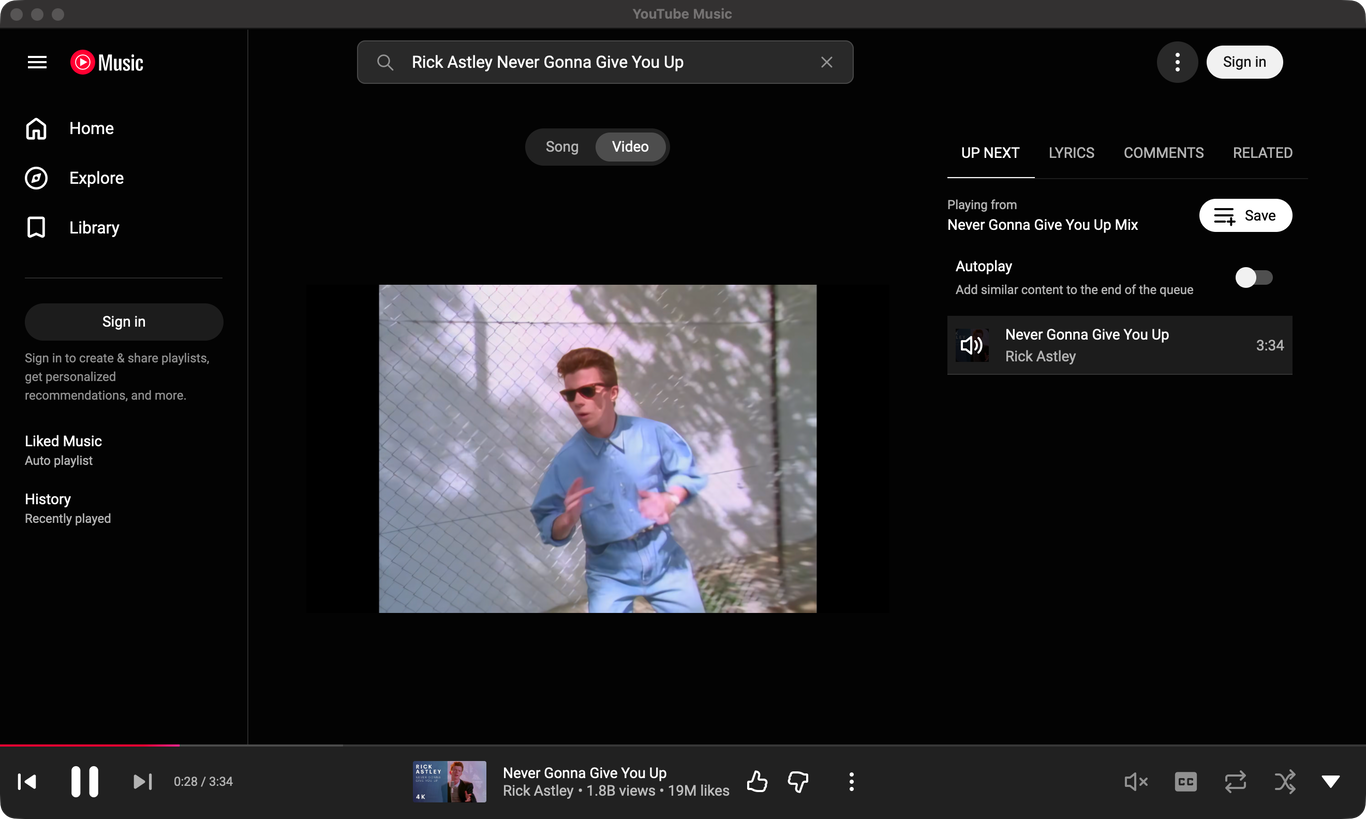 YouTube Music
Music
Rick Astley Never Gonna Give You Up
Sign in
Home
Explore
Library
Sign in
Sign in to create & share playlists,
get personalized
recommendations, and more.
Liked Music
Auto playlist
History
Recently played
Song
Video
UP NEXT
LYRICS
COMMENTS
RELATED
Playing from
Never Gonna Give You Up Mix
Save
Autoplay
Add similar content to the end of the queue
Never Gonna Give You Up
Rick Astley
3:34
0:28 / 3:34
RICK
ASTLEY
4K
Never Gonna Give You Up
Rick Astley • 1.8B views • 19M likes
CC